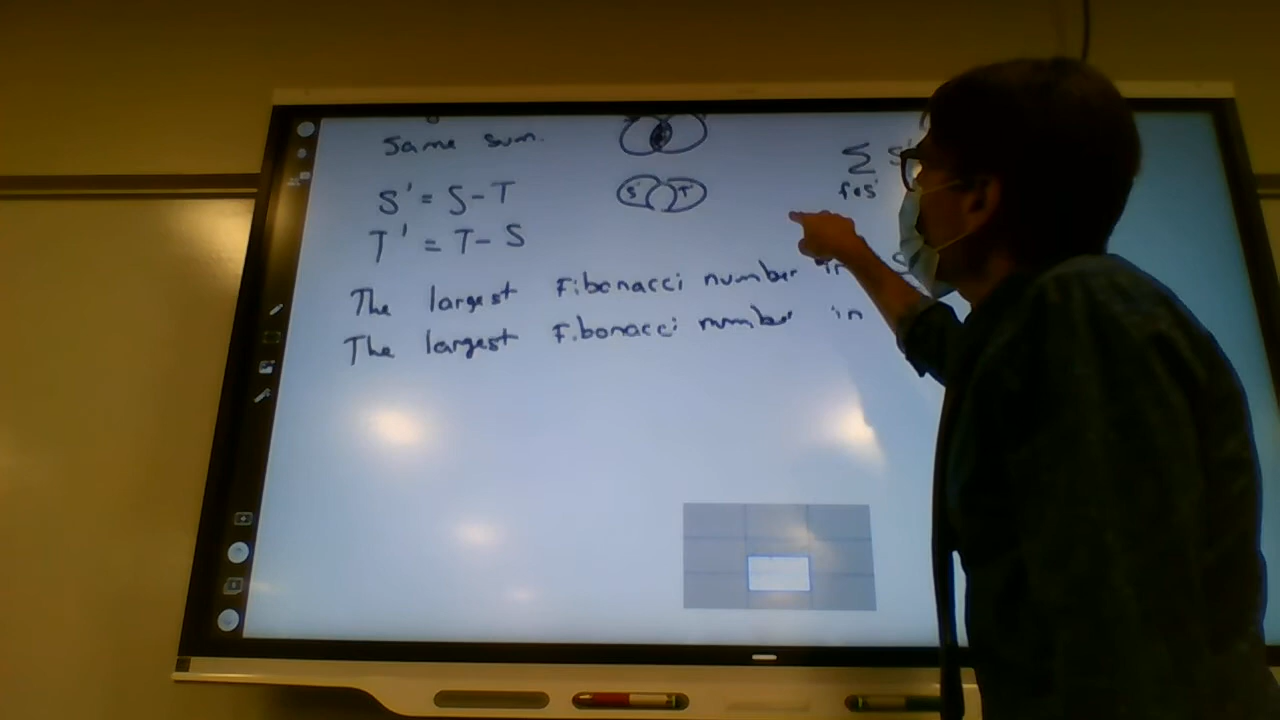 Same sum.
S' = S - T
T' = T - S
The largest Fibonacci number in S
The largest Fibonacci number in
S' T'
Σ S'
f∈S'